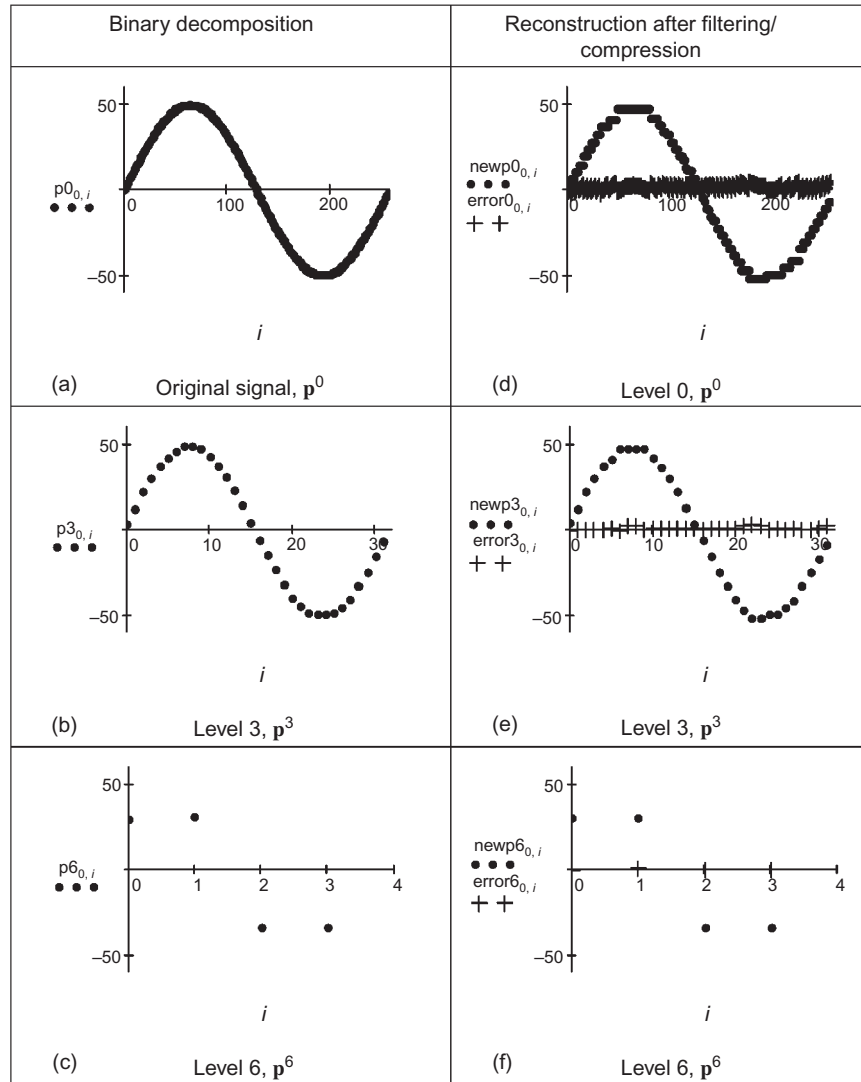 Binary decomposition
Reconstruction after filtering/
compression
50
p0₀, ᵢ
0 100 200
–50
i
(a) Original signal, p⁰
50
newp0₀, ᵢ
error0₀, ᵢ
0 100 200
–50
i
(d) Level 0, p⁰
50
p3₀, ᵢ
0 10 20 30
–50
i
(b) Level 3, p³
50
newp3₀, ᵢ
error3₀, ᵢ
0 10 20 30
–50
i
(e) Level 3, p³
50
p6₀, ᵢ
0 1 2 3 4
–50
i
(c) Level 6, p⁶
50
newp6₀, ᵢ
error6₀, ᵢ
0 1 2 3 4
–50
i
(f) Level 6, p⁶